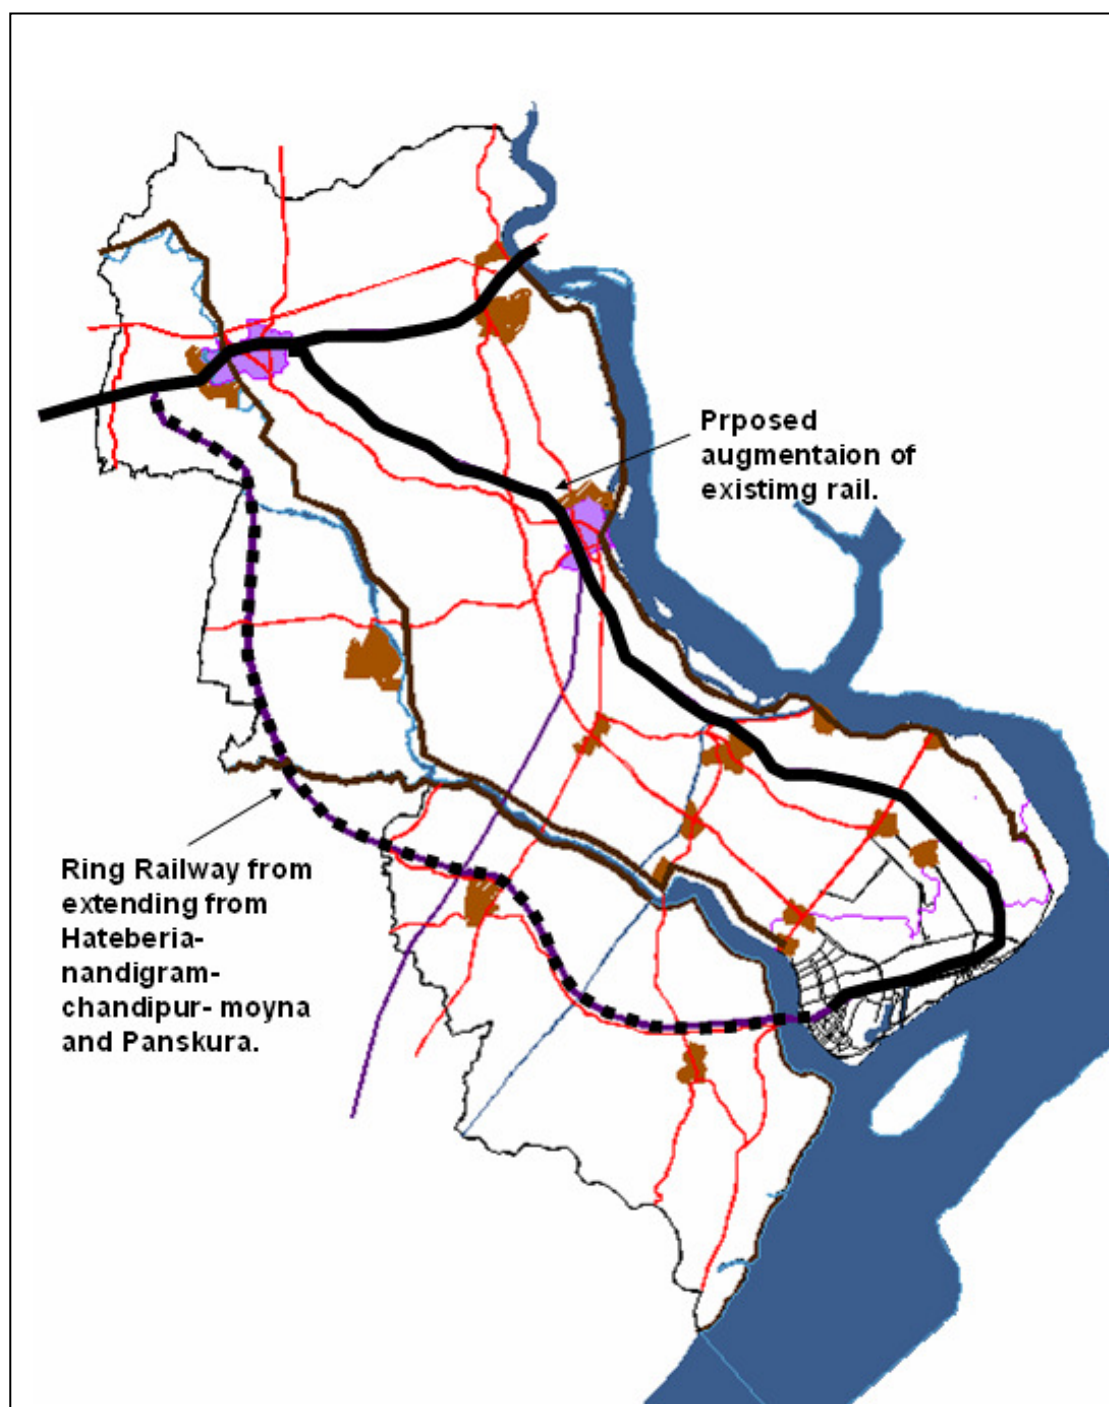 Prposed
augmentaion of
existimg rail.
Ring Railway from
extending from
Hateberia-
nandigram-
chandipur- moyna
and Panskura.